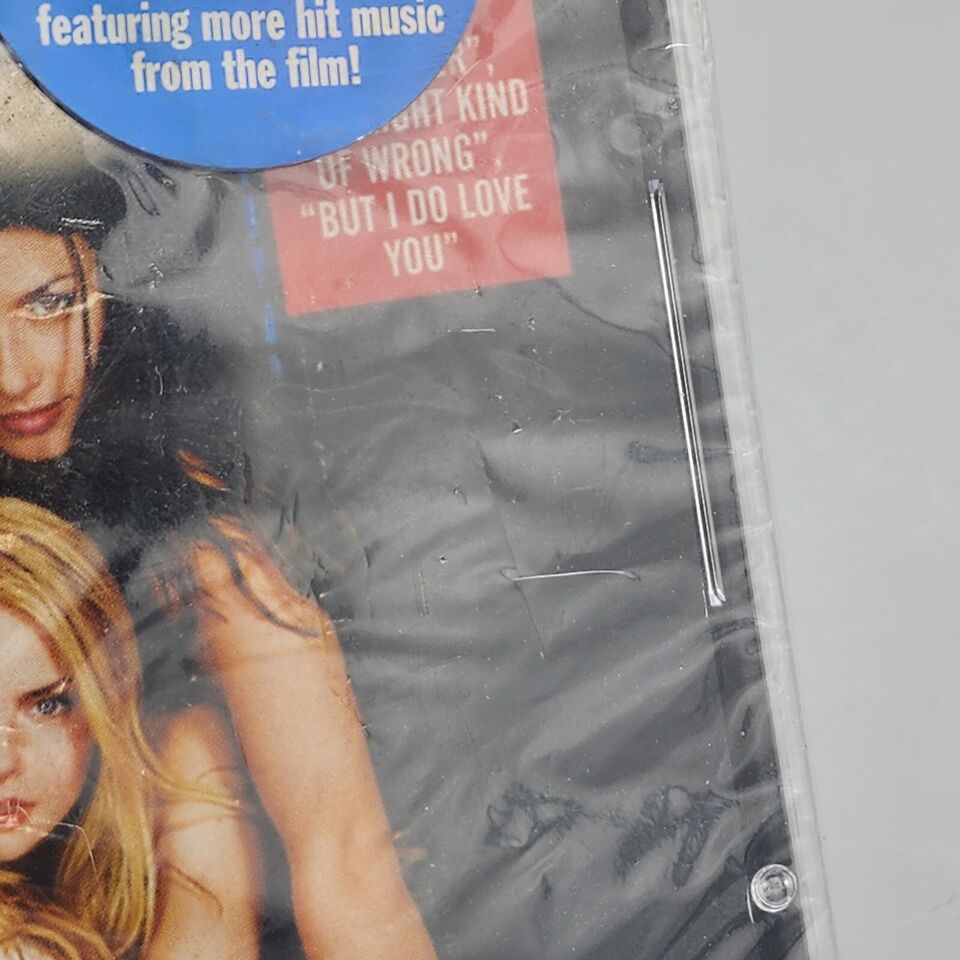 featuring more hit music
from the film!
KIND
OF WRONG",
"BUT I DO LOVE
YOU"